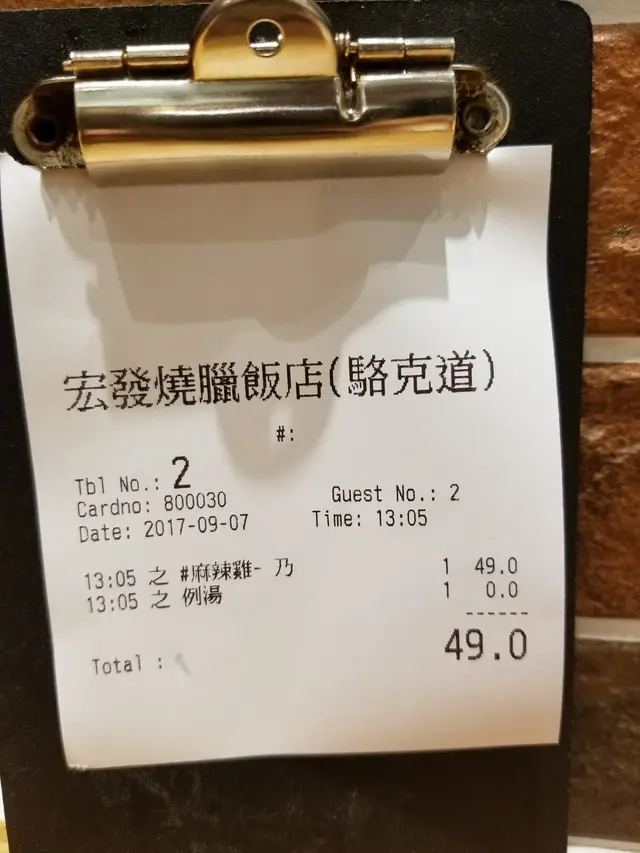 宏發燒臘飯店(駱克道)
#:
Tbl No.: 2
Cardno: 800030 Guest No.: 2
Date: 2017-09-07 Time: 13:05
13:05 之 #麻辣雞- 乃 1 49.0
13:05 之 例湯 1 0.0
------
Total : 49.0